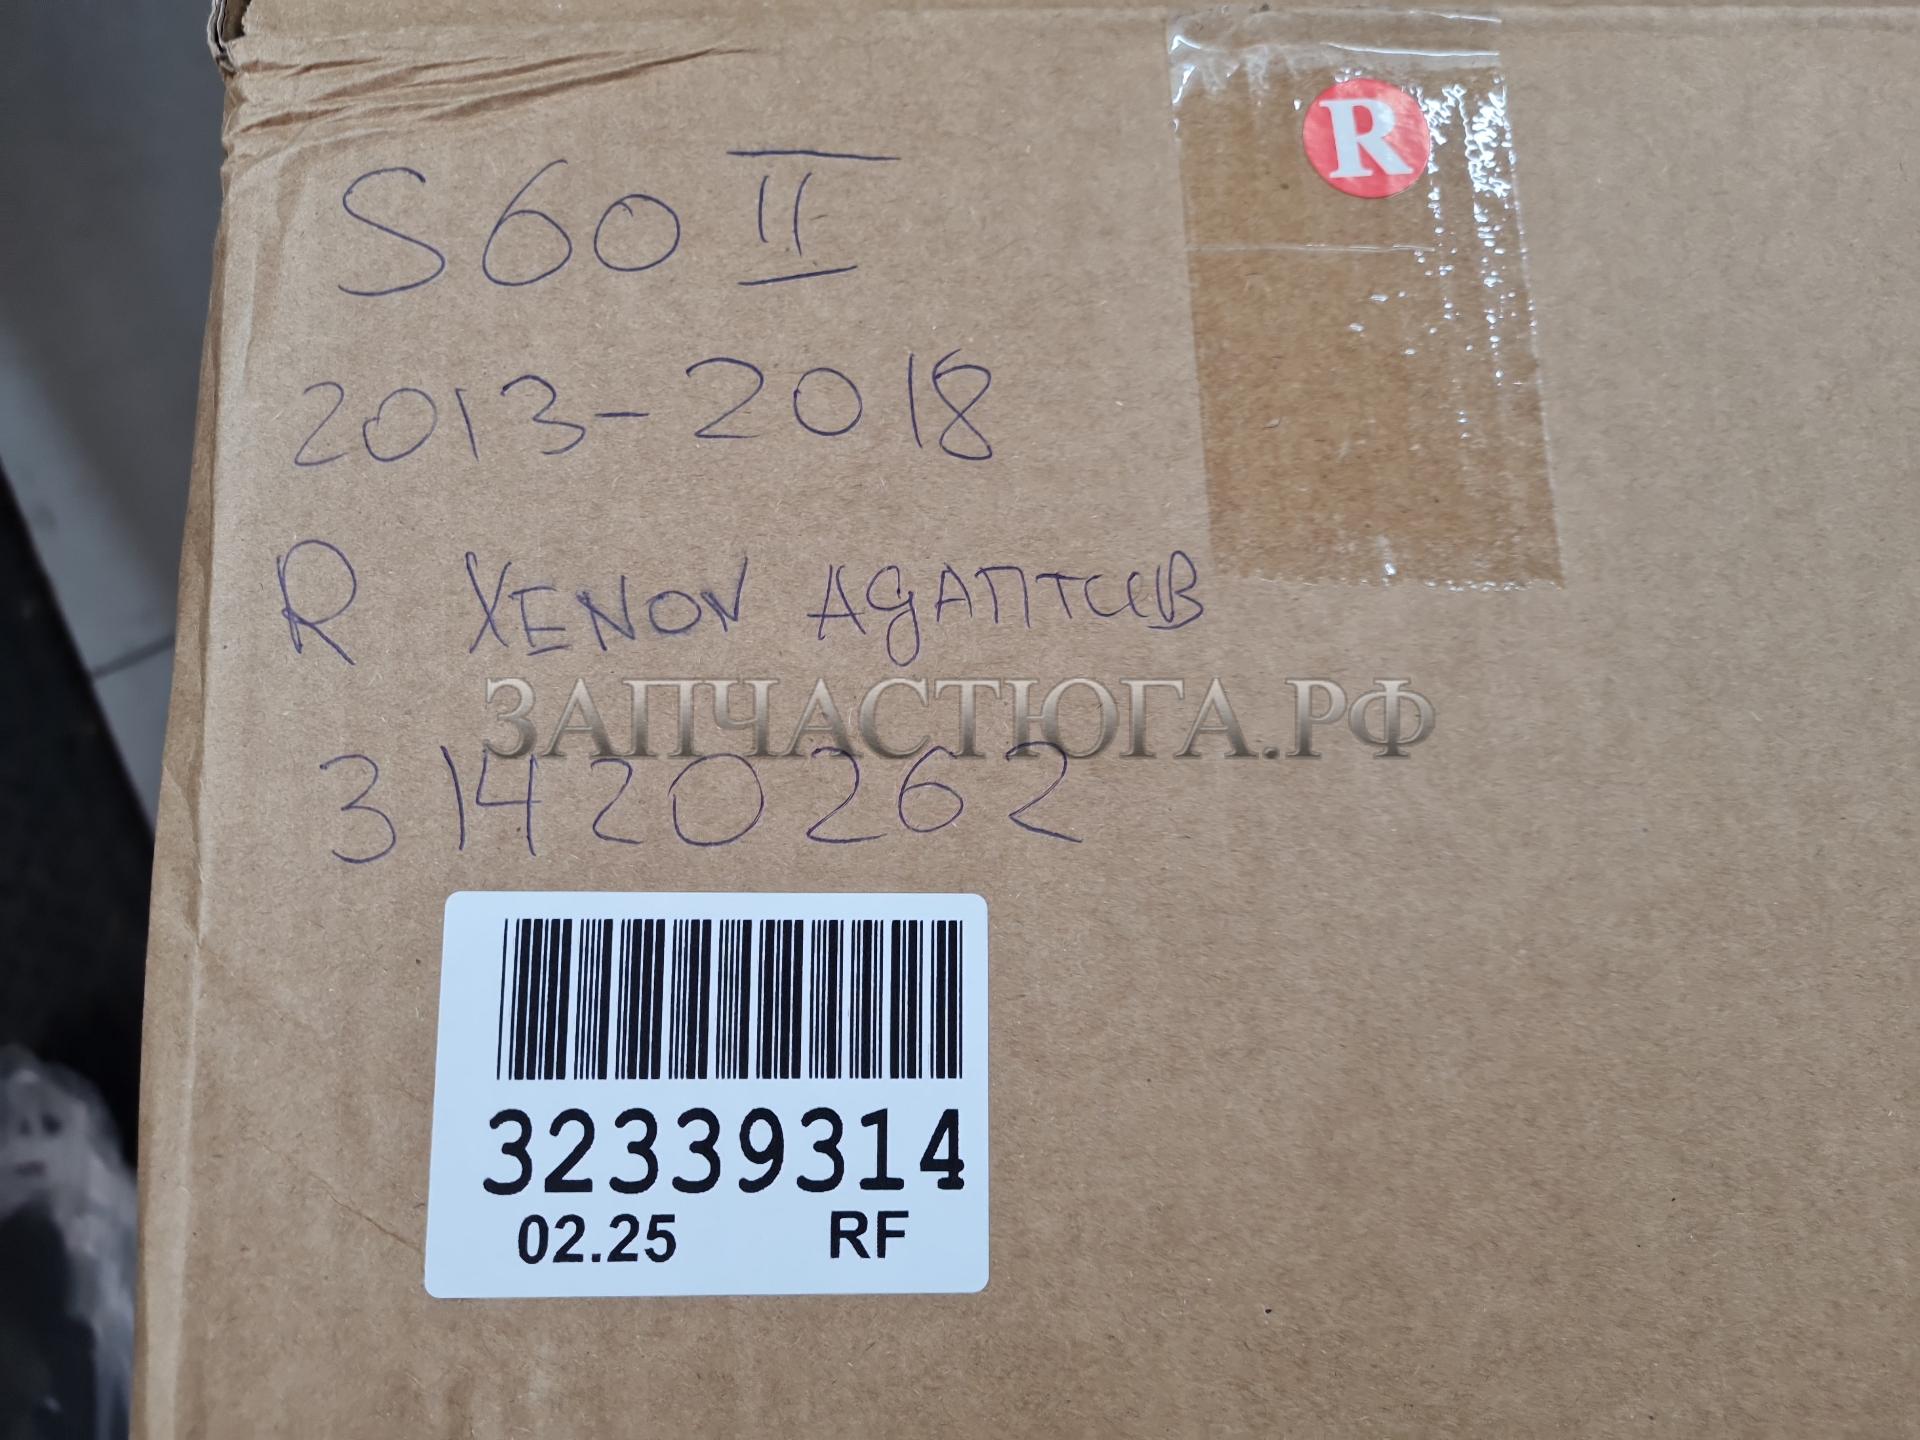 R
S60 II
2013-2018
R XENON АДАПТИВ
ЗАПЧАСТЮГА.РФ
31420262
32339314
02.25 RF